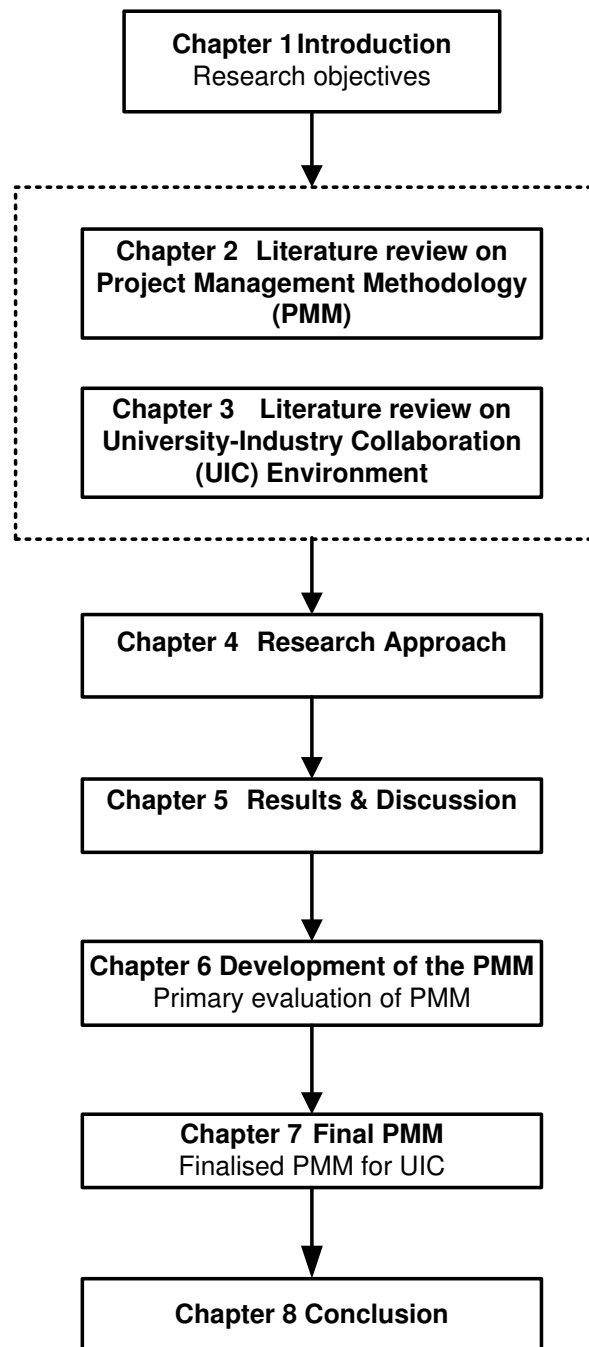 Chapter 1 Introduction
Research objectives
Chapter 2 Literature review on
Project Management Methodology
(PMM)
Chapter 3 Literature review on
University-Industry Collaboration
(UIC) Environment
Chapter 4 Research Approach
Chapter 5 Results & Discussion
Chapter 6 Development of the PMM
Primary evaluation of PMM
Chapter 7 Final PMM
Finalised PMM for UIC
Chapter 8 Conclusion